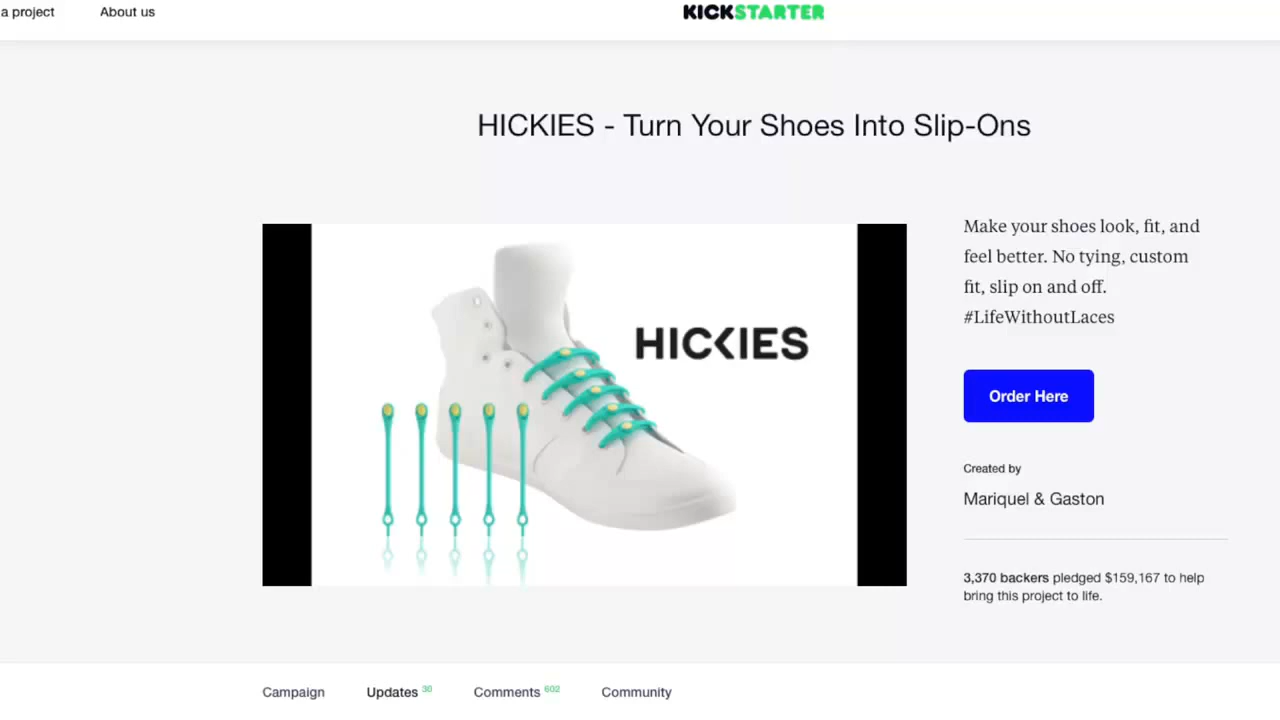 a project
About us
KICKSTARTER
HICKIES - Turn Your Shoes Into Slip-Ons
HICKIES
Make your shoes look, fit, and
feel better. No tying, custom
fit, slip on and off.
#LifeWithoutLaces
Order Here
Created by
Mariquel & Gaston
3,370 backers pledged $159,167 to help
bring this project to life.
Campaign
Updates 30
Comments 602
Community